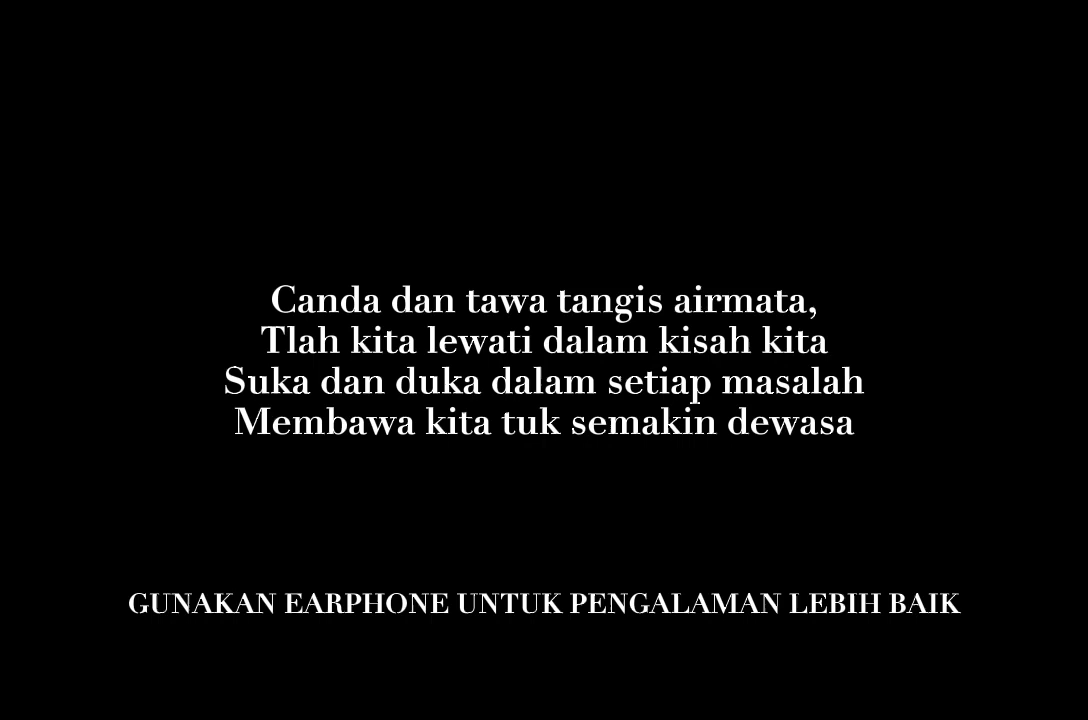 Canda dan tawa tangis airmata,
Tlah kita lewati dalam kisah kita
Suka dan duka dalam setiap masalah
Membawa kita tuk semakin dewasa
GUNAKAN EARPHONE UNTUK PENGALAMAN LEBIH BAIK